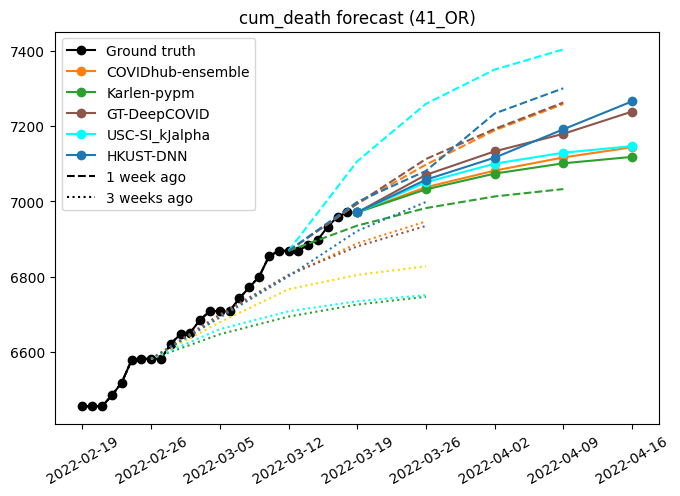 cum_death forecast (41_OR)
7400
7200
7000
6800
6600
Ground truth
COVIDhub-ensemble
Karlen-pypm
GT-DeepCOVID
USC-SI_kJalpha
HKUST-DNN
1 week ago
3 weeks ago
2022-02-19
2022-02-26
2022-03-05
2022-03-12
2022-03-19
2022-03-26
2022-04-02
2022-04-09
2022-04-16